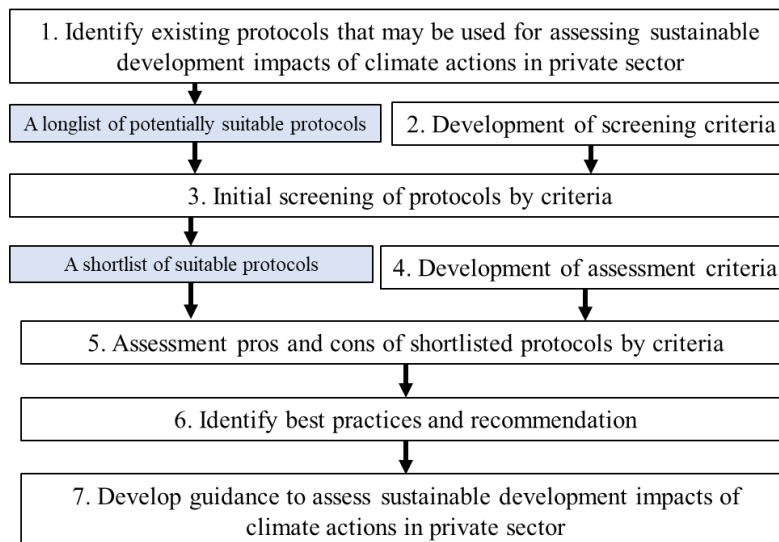 1. Identify existing protocols that may be used for assessing sustainable
development impacts of climate actions in private sector
A longlist of potentially suitable protocols
2. Development of screening criteria
3. Initial screening of protocols by criteria
A shortlist of suitable protocols
4. Development of assessment criteria
5. Assessment pros and cons of shortlisted protocols by criteria
6. Identify best practices and recommendation
7. Develop guidance to assess sustainable development impacts of
climate actions in private sector